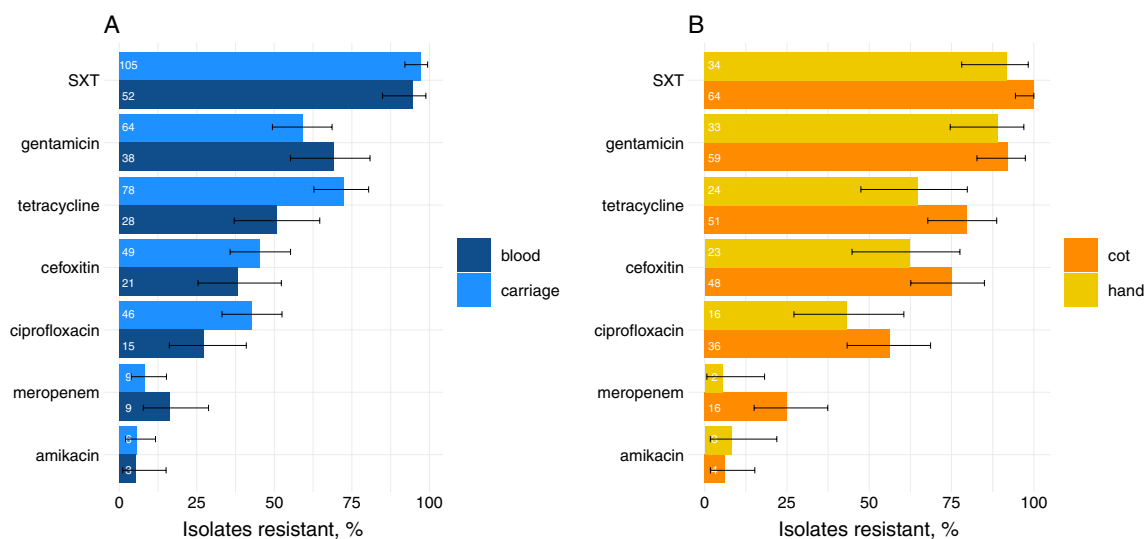 A
SXT
105
52
gentamicin
64
38
tetracycline
78
28
cefoxitin
49
21
ciprofloxacin
46
15
meropenem
9
9
amikacin
6
3
0
25
50
75
100
Isolates resistant, %
blood
carriage
B
SXT
34
64
gentamicin
33
59
tetracycline
24
51
cefoxitin
23
48
ciprofloxacin
16
36
meropenem
2
16
amikacin
3
4
0
25
50
75
100
Isolates resistant, %
cot
hand